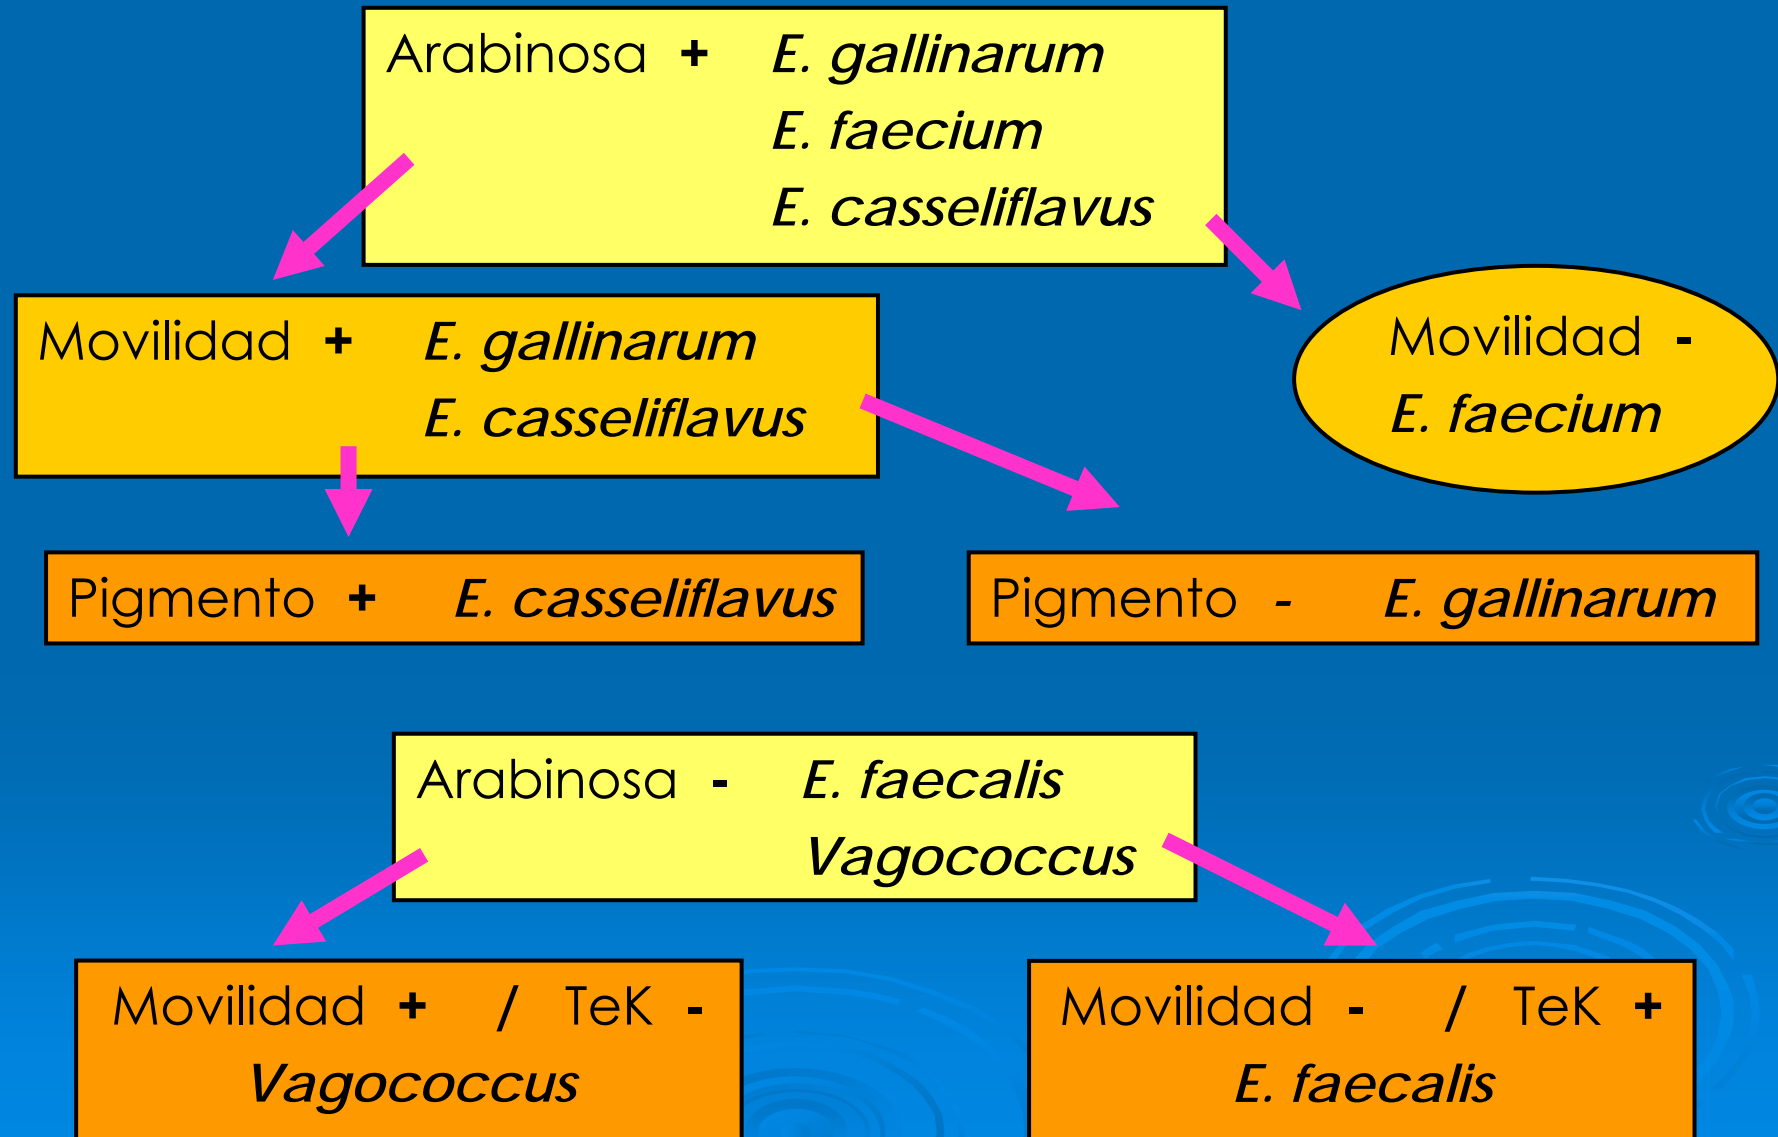 Arabinosa + E. gallinarum
E. faecium
E. casseliflavus
Movilidad + E. gallinarum
E. casseliflavus
Movilidad -
E. faecium
Pigmento + E. casseliflavus
Pigmento - E. gallinarum
Arabinosa - E. faecalis
Vagococcus
Movilidad + / TeK -
Vagococcus
Movilidad - / TeK +
E. faecalis